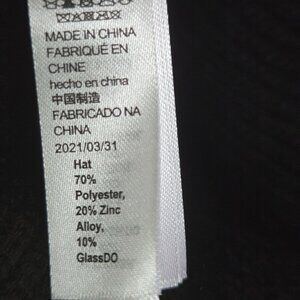 MADE IN CHINA
FABRIQUÉ EN
CHINE
hecho en china
中国制造
FABRICADO NA
CHINA
2021/03/31
Hat
70%
Polyester,
20% Zinc
Alloy,
10%
GlassDO